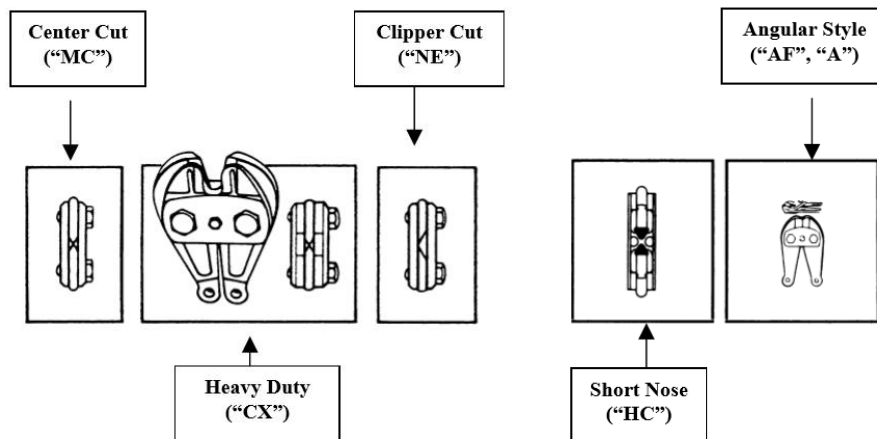 Center Cut
(“MC”)
Clipper Cut
(“NE”)
Angular Style
(“AF”, “A”)
Heavy Duty
(“CX”)
Short Nose
(“HC”)